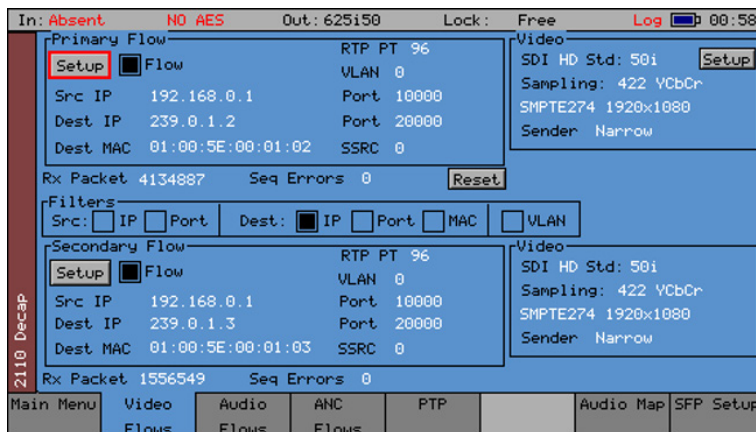 In: Absent NO AES Out: 625i50 Lock: Free Log 00:58
Primary Flow
Setup Flow
RTP PT 96
VLAN 0
Src IP 192.168.0.1 Port 10000
Dest IP 239.0.1.2 Port 20000
Dest MAC 01:00:5E:00:01:02 SSRC 0
Video
SDI HD Std: 50i Setup
Sampling: 422 YCbCr
SMPTE274 1920x1080
Sender Narrow
Rx Packet 4134887 Seq Errors 0 Reset
Filters
Src: IP Port Dest: IP Port MAC VLAN
Secondary Flow
Setup Flow
RTP PT 96
VLAN 0
Src IP 192.168.0.1 Port 10000
Dest IP 239.0.1.3 Port 20000
Dest MAC 01:00:5E:00:01:03 SSRC 0
Video
SDI HD Std: 50i
Sampling: 422 YCbCr
SMPTE274 1920x1080
Sender Narrow
Rx Packet 1556549 Seq Errors 0
2110 Decap
Main Menu Video Flows Audio Flows ANC Flows PTP Audio Map SFP Setup